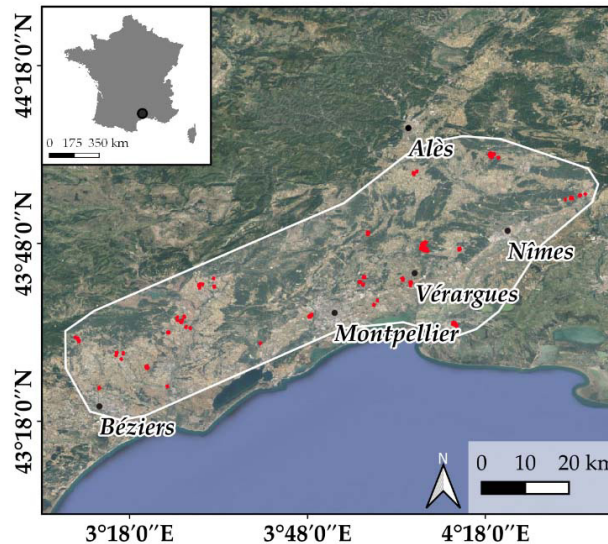 0 175 350 km
44°18′0″N
43°48′0″N
43°18′0″N
Alès
Nîmes
Vérargues
Montpellier
Béziers
N
0 10 20 km
3°18′0″E 3°48′0″E 4°18′0″E